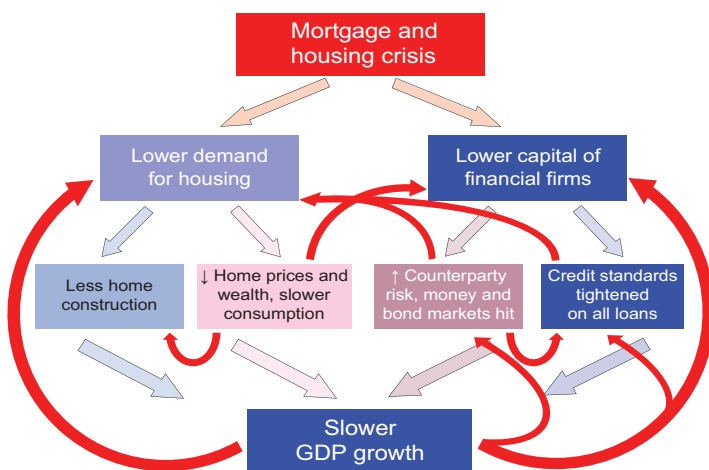 Mortgage and
housing crisis
Lower demand
for housing
Lower capital of
financial firms
Less home
construction
↓ Home prices and
wealth, slower
consumption
↑ Counterparty
risk, money and
bond markets hit
Credit standards
tightened
on all loans
Slower
GDP growth